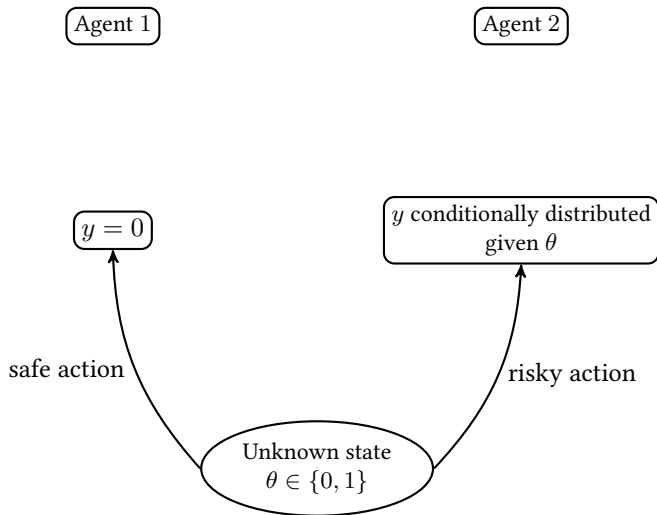 Agent 1
Agent 2
y = 0
y conditionally distributed
given θ
safe action
risky action
Unknown state
θ ∈ {0, 1}